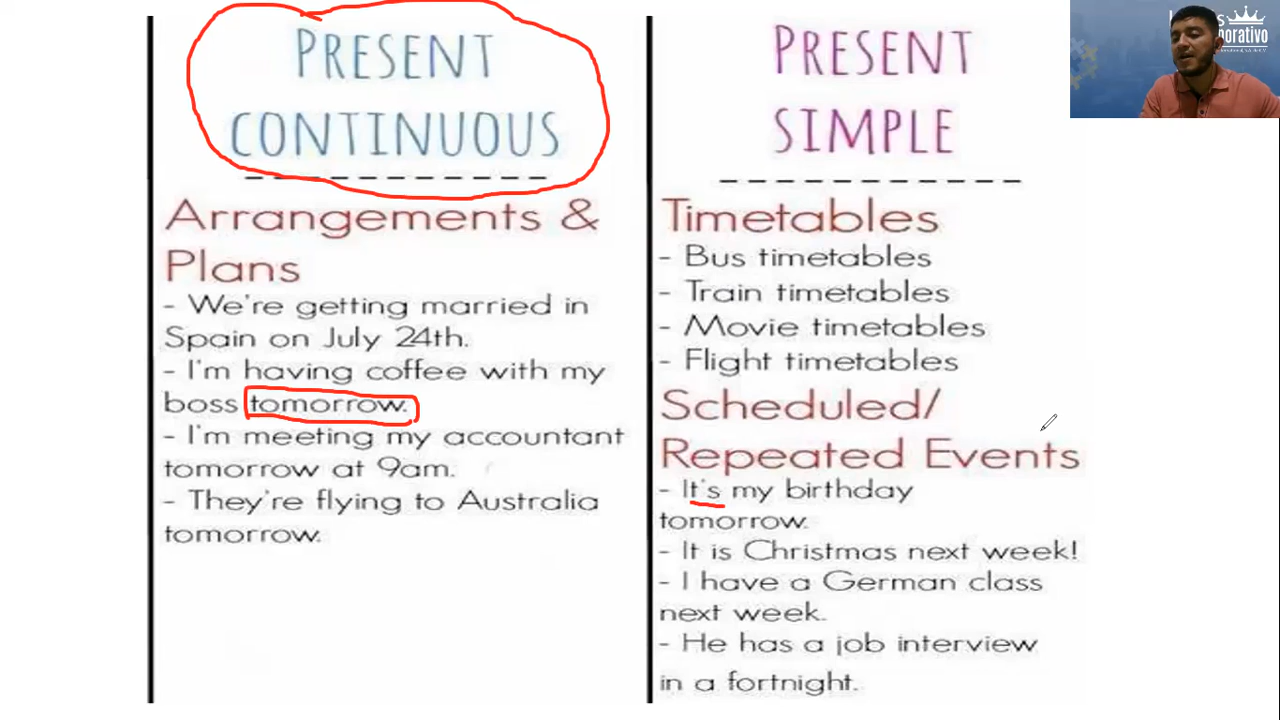 PRESENT
CONTINUOUS
Arrangements &
Plans
- We're getting married in
Spain on July 24th.
- I'm having coffee with my
boss tomorrow.
- I'm meeting my accountant
tomorrow at 9am.
- They're flying to Australia
tomorrow.
PRESENT
SIMPLE
Timetables
- Bus timetables
- Train timetables
- Movie timetables
- Flight timetables
Scheduled/
Repeated Events
- It's my birthday
tomorrow.
- It is Christmas next week!
- I have a German class
next week.
- He has a job interview
in a fortnight.